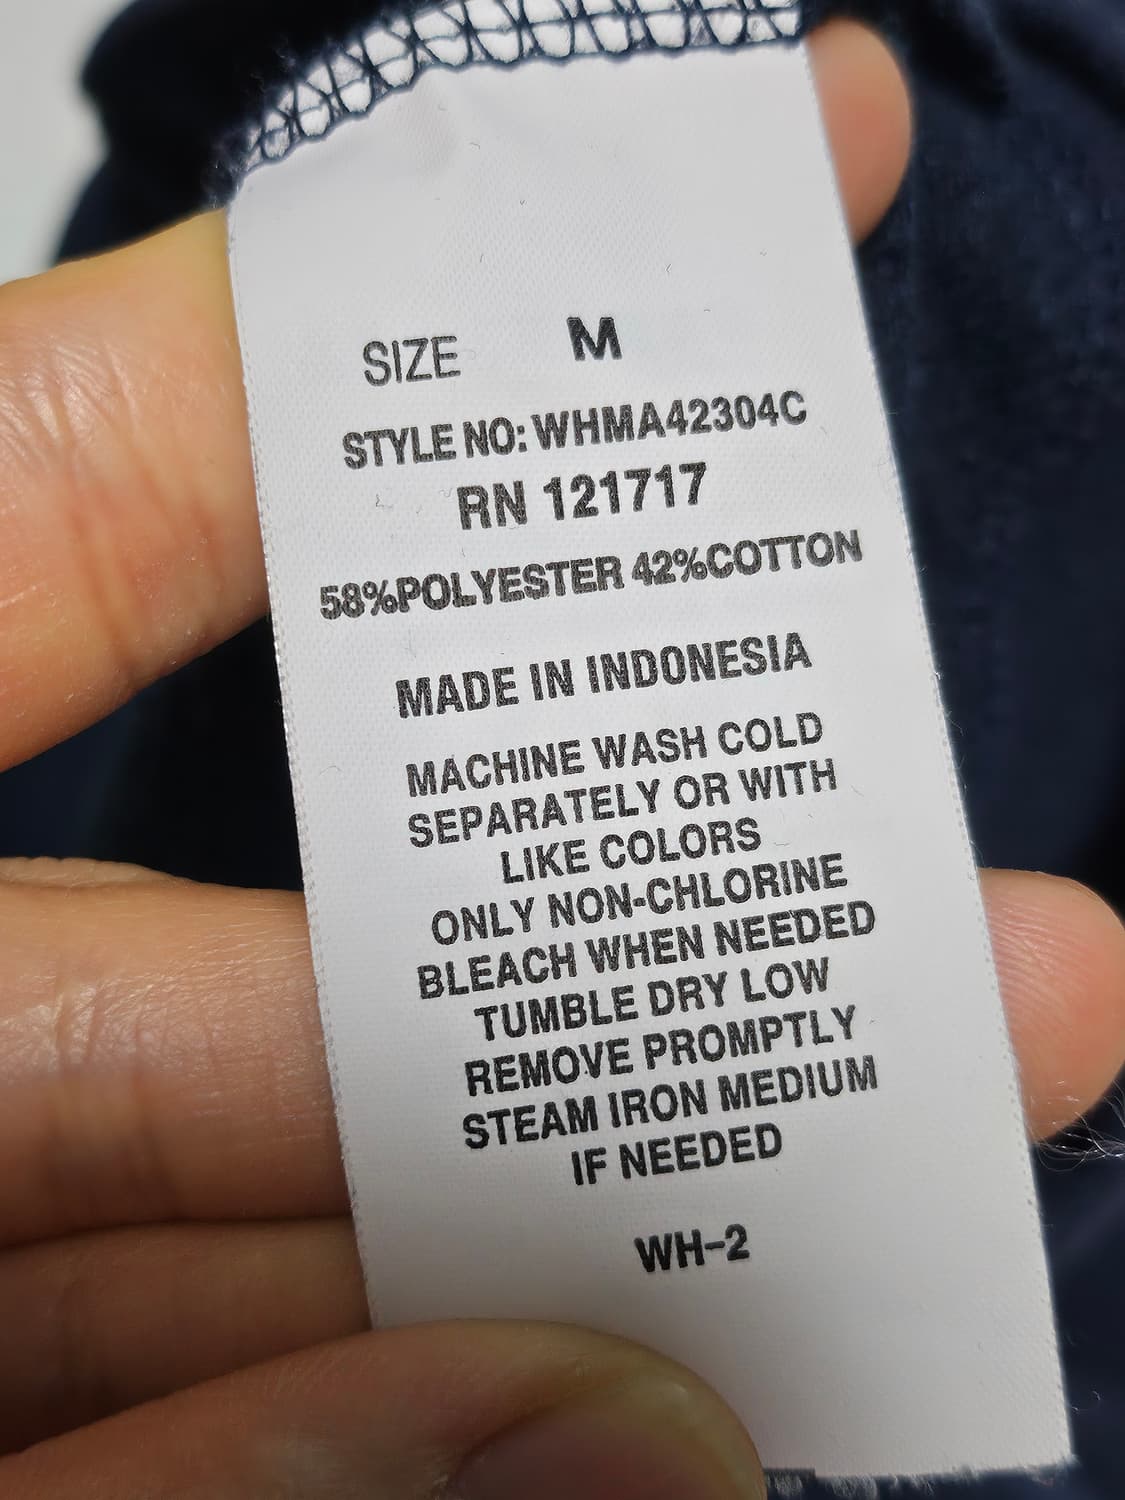 SIZE M
STYLE NO: WHMA42304C
RN 121717
58%POLYESTER 42%COTTON
MADE IN INDONESIA
MACHINE WASH COLD
SEPARATELY OR WITH
LIKE COLORS
ONLY NON-CHLORINE
BLEACH WHEN NEEDED
TUMBLE DRY LOW
REMOVE PROMPTLY
STEAM IRON MEDIUM
IF NEEDED
WH-2